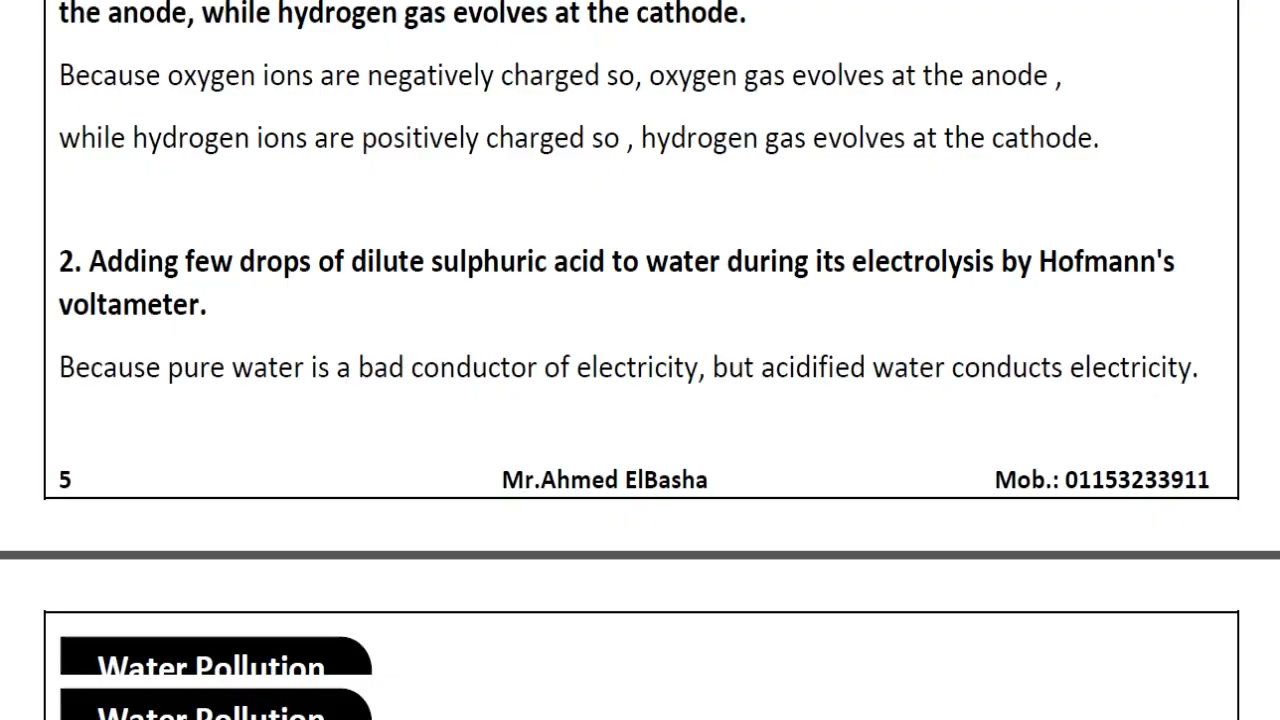 the anode, while hydrogen gas evolves at the cathode.
Because oxygen ions are negatively charged so, oxygen gas evolves at the anode ,
while hydrogen ions are positively charged so , hydrogen gas evolves at the cathode.
2. Adding few drops of dilute sulphuric acid to water during its electrolysis by Hofmann's
voltameter.
Because pure water is a bad conductor of electricity, but acidified water conducts electricity.
5 Mr.Ahmed ElBasha Mob.: 01153233911
Water Pollution
Water Pollution